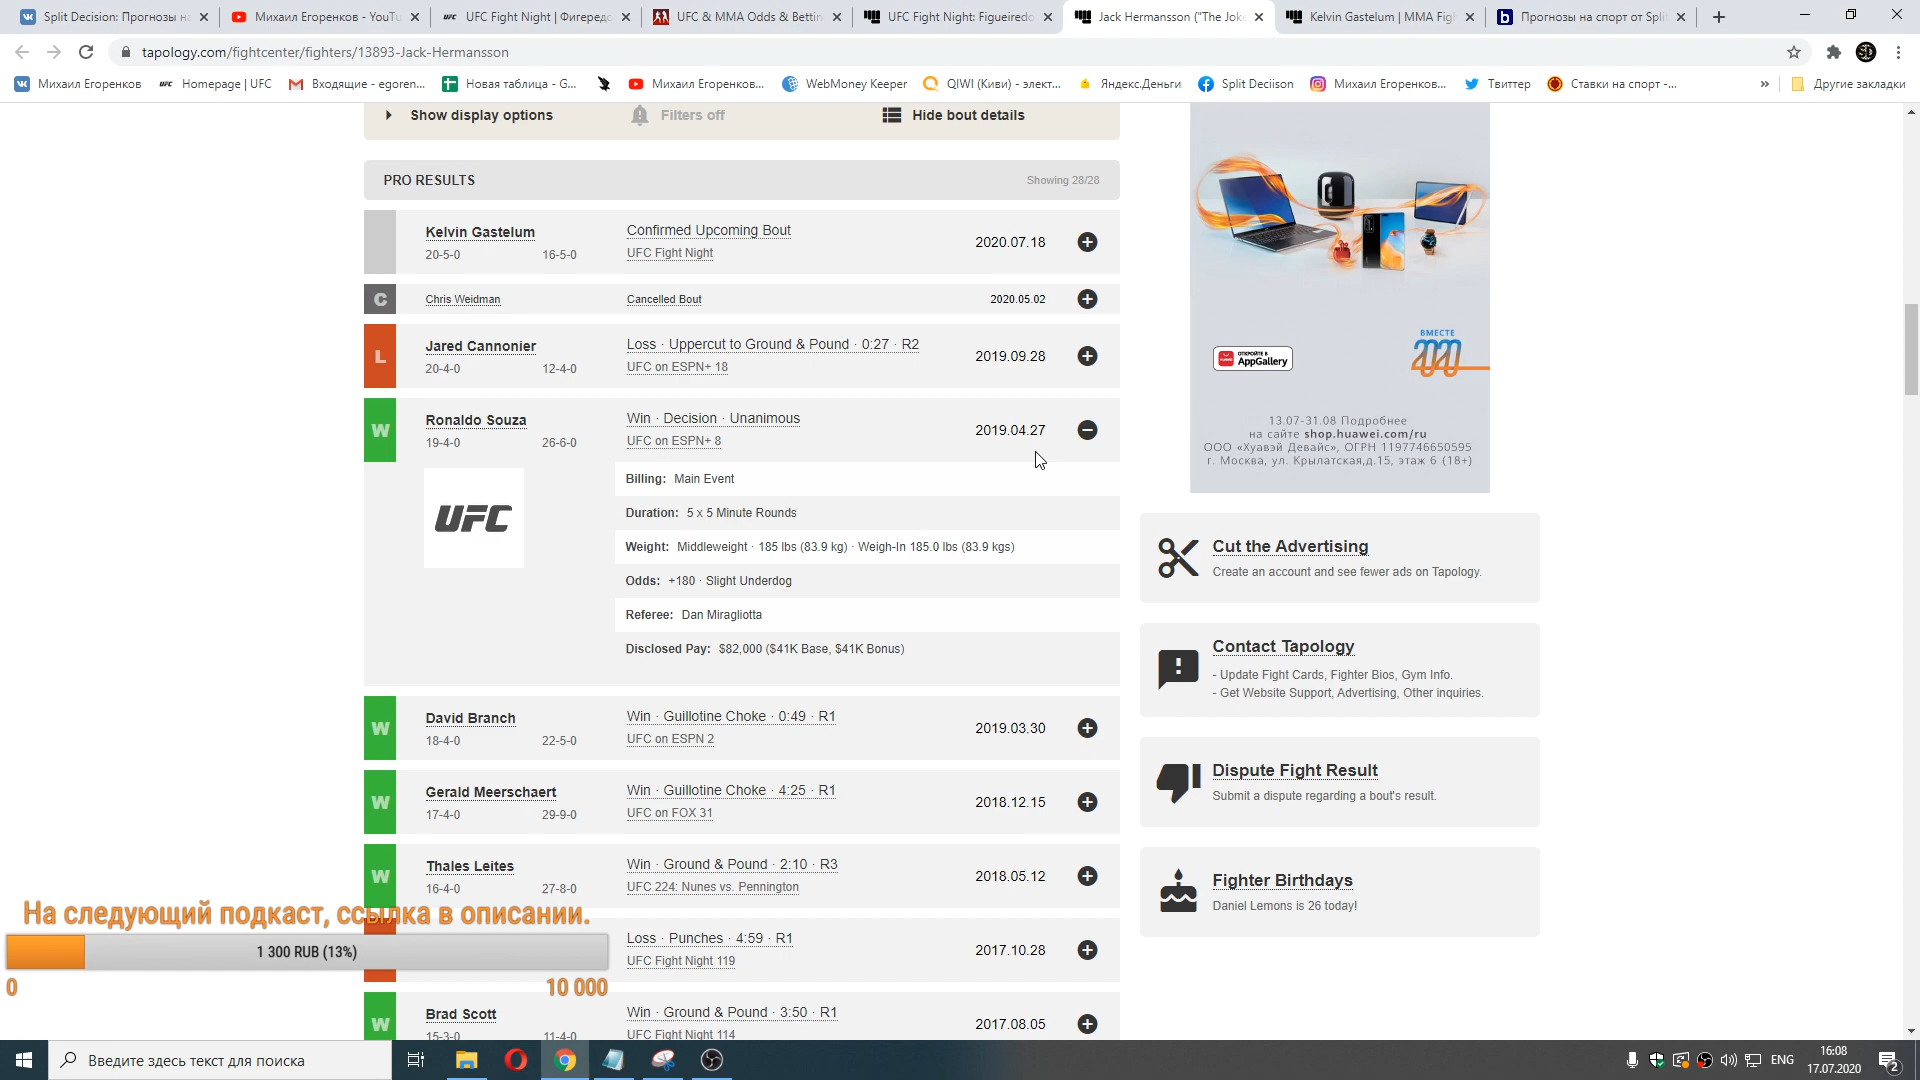 Split Decision: Прогнозы на
Михаил Егоренков - YouTu
UFC Fight Night | Фигередо
UFC & MMA Odds & Bettin
UFC Fight Night: Figueiredo
Jack Hermansson ("The Joke
Kelvin Gastelum | MMA Figh
Прогнозы на спорт от Split
tapology.com/fightcenter/fighters/13893-Jack-Hermansson
Михаил Егоренков
Homepage | UFC
Входящие - egoren...
Новая таблица - G...
Михаил Егоренков...
WebMoney Keeper
QIWI (Киви) - элект...
Яндекс.Деньги
Split Deciison
Михаил Егоренков...
Твиттер
Ставки на спорт -...
»
Другие закладки
Show display options
Filters off
Hide bout details
PRO RESULTS
Showing 28/28
Kelvin Gastelum
Confirmed Upcoming Bout
2020.07.18
20-5-0
16-5-0
UFC Fight Night
C
Chris Weidman
Cancelled Bout
2020.05.02
L
Jared Cannonier
Loss · Uppercut to Ground & Pound · 0:27 · R2
2019.09.28
20-4-0
12-4-0
UFC on ESPN+ 18
W
Ronaldo Souza
Win · Decision · Unanimous
2019.04.27
19-4-0
26-6-0
UFC on ESPN+ 8
UFC
Billing: Main Event
Duration: 5 x 5 Minute Rounds
Weight: Middleweight · 185 lbs (83.9 kg) · Weigh-In 185.0 lbs (83.9 kgs)
Odds: +180 · Slight Underdog
Referee: Dan Miragliotta
Disclosed Pay: $82,000 ($41K Base, $41K Bonus)
W
David Branch
Win · Guillotine Choke · 0:49 · R1
2019.03.30
18-4-0
22-5-0
UFC on ESPN 2
W
Gerald Meerschaert
Win · Guillotine Choke · 4:25 · R1
2018.12.15
17-4-0
29-9-0
UFC on FOX 31
W
Thales Leites
Win · Ground & Pound · 2:10 · R3
2018.05.12
16-4-0
27-8-0
UFC 224: Nunes vs. Pennington
Loss · Punches · 4:59 · R1
2017.10.28
UFC Fight Night 119
W
Brad Scott
Win · Ground & Pound · 3:50 · R1
2017.08.05
15-3-0
11-4-0
UFC Fight Night 114
ВМЕСТЕ
2020
ОТКРОЙТЕ В
AppGallery
13.07-31.08 Подробнее
на сайте shop.huawei.com/ru
ООО «Хуавэй Девайс», ОГРН 1197746650595
г. Москва, ул. Крылатская,д.15, этаж 6 (18+)
Cut the Advertising
Create an account and see fewer ads on Tapology.
Contact Tapology
- Update Fight Cards, Fighter Bios, Gym Info.
- Get Website Support, Advertising, Other inquiries.
Dispute Fight Result
Submit a dispute regarding a bout's result.
Fighter Birthdays
Daniel Lemons is 26 today!
На следующий подкаст, ссылка в описании.
1 300 RUB (13%)
0
10 000
Введите здесь текст для поиска
ENG
16:08
17.07.2020
2